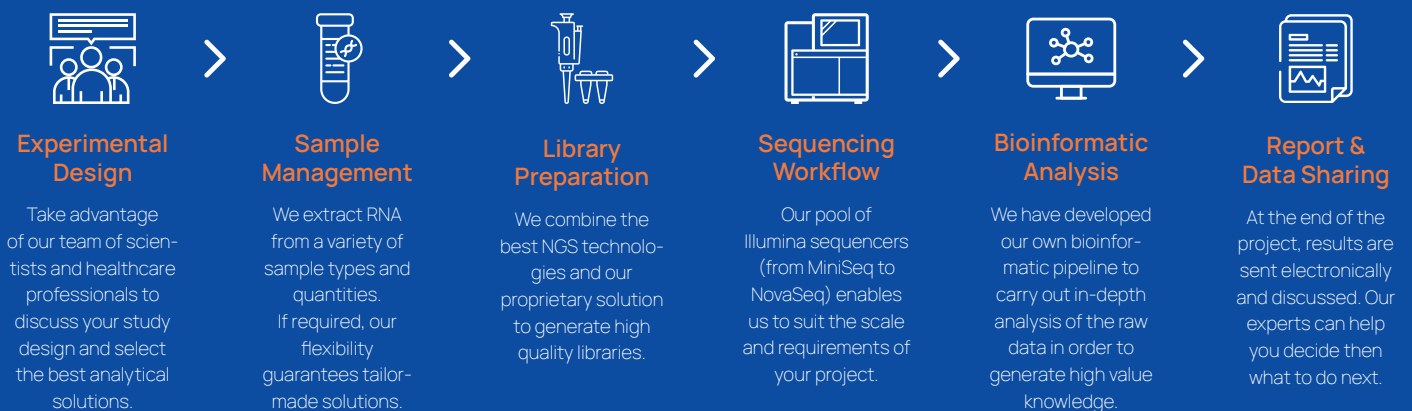 Experimental
Design
Take advantage
of our team of scien-
tists and healthcare
professionals to
discuss your study
design and select
the best analytical
solutions.
Sample
Management
We extract RNA
from a variety of
sample types and
quantities.
If required, our
flexibility
guarantees tailor-
made solutions.
Library
Preparation
We combine the
best NGS technolo-
gies and our
proprietary solution
to generate high
quality libraries.
Sequencing
Workflow
Our pool of
Illumina sequencers
(from MiniSeq to
NovaSeq) enables
us to suit the scale
and requirements of
your project.
Bioinformatic
Analysis
We have developed
our own bioinfor-
matic pipeline to
carry out in-depth
analysis of the raw
data in order to
generate high value
knowledge.
Report &
Data Sharing
At the end of the
project, results are
sent electronically
and discussed. Our
experts can help
you decide then
what to do next.